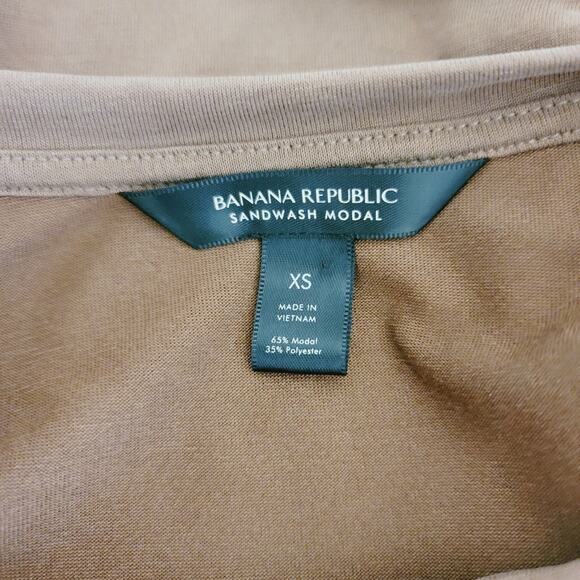 BANANA REPUBLIC
SANDWASH MODAL
XS
MADE IN
VIETNAM
65% Modal
35% Polyester